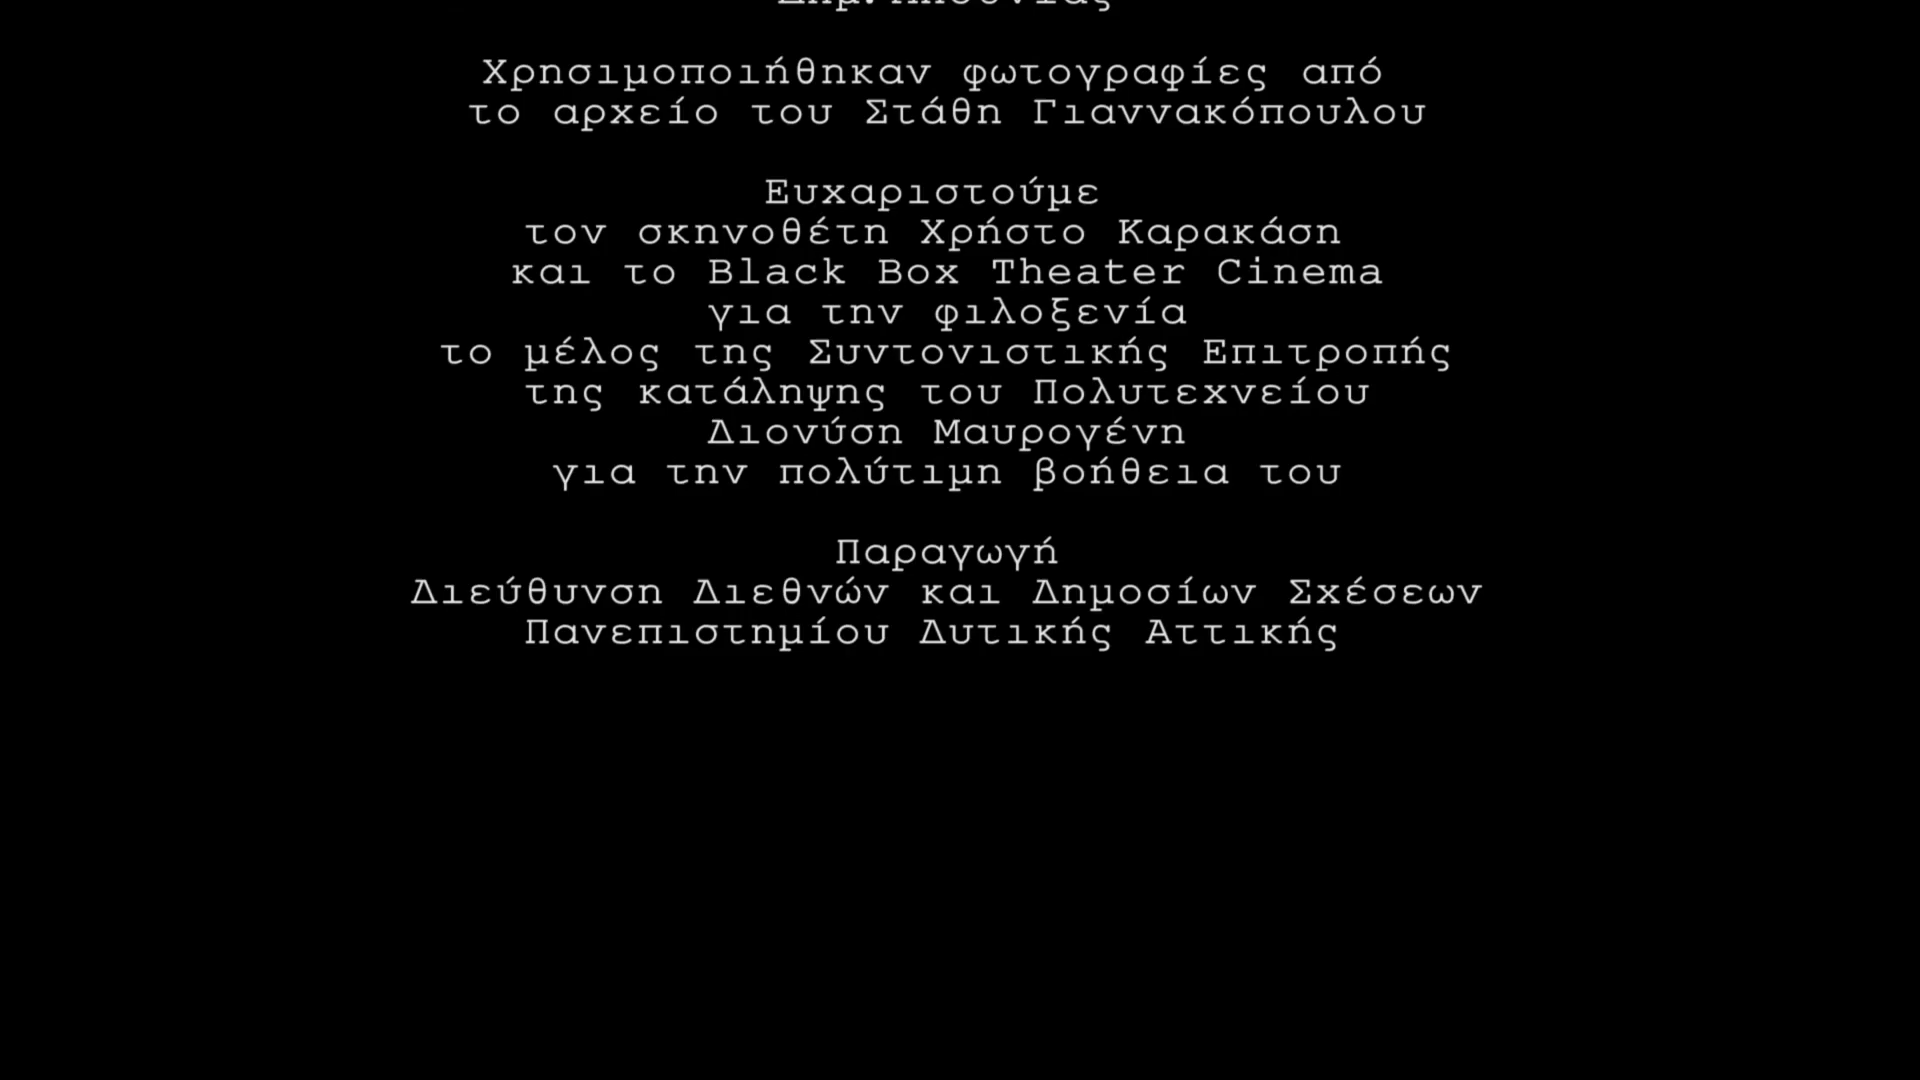 Χρησιμοποιήθηκαν φωτογραφίες από
το αρχείο του Στάθη Γιαννακόπουλου
Ευχαριστούμε
τον σκηνοθέτη Χρήστο Καρακάση
και το Black Box Theater Cinema
για την φιλοξενία
το μέλος της Συντονιστικής Επιτροπής
της κατάληψης του Πολυτεχνείου
Διονύση Μαυρογένη
για την πολύτιμη βοήθεια του
Παραγωγή
Διεύθυνση Διεθνών και Δημοσίων Σχέσεων
Πανεπιστημίου Δυτικής Αττικής